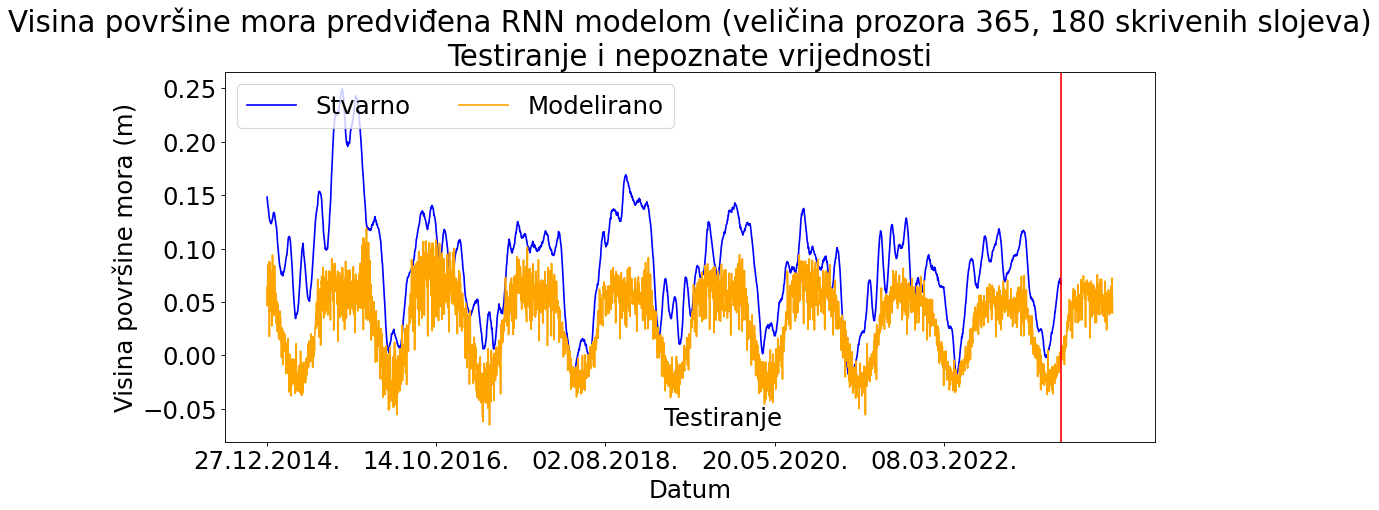 Visina površine mora predviđena RNN modelom (veličina prozora 365, 180 skrivenih slojeva)
Testiranje i nepoznate vrijednosti
Stvarno
Modelirano
Visina površine mora (m)
0.25
0.20
0.15
0.10
0.05
0.00
−0.05
Testiranje
27.12.2014.
14.10.2016.
02.08.2018.
20.05.2020.
08.03.2022.
Datum